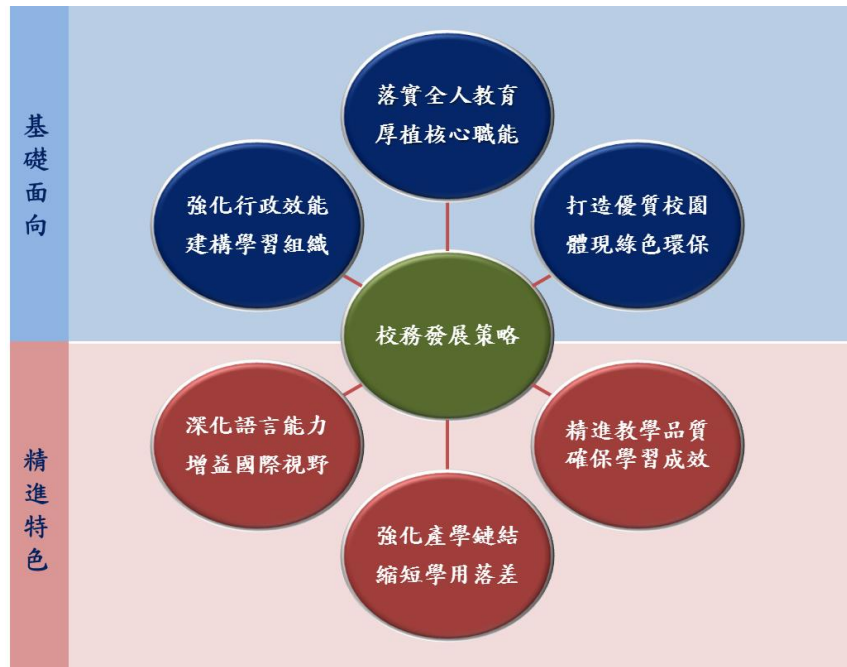 基礎面向
落實全人教育
厚植核心職能
強化行政效能
建構學習組織
打造優質校園
體現綠色環保
校務發展策略
精進特色
深化語言能力
增益國際視野
精進教學品質
確保學習成效
強化產學鏈結
縮短學用落差